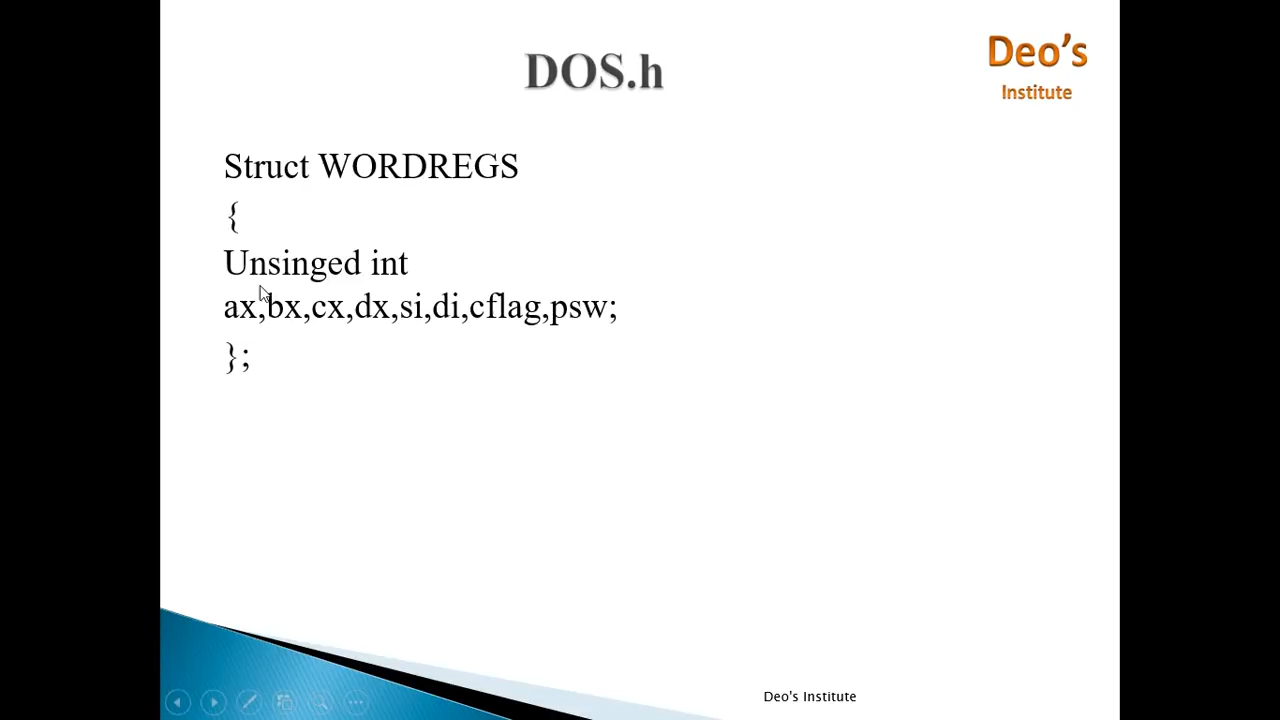 DOS.h
Deo's
Institute
Struct WORDREGS
{
Unsinged int
ax,bx,cx,dx,si,di,cflag,psw;
};
Deo's Institute